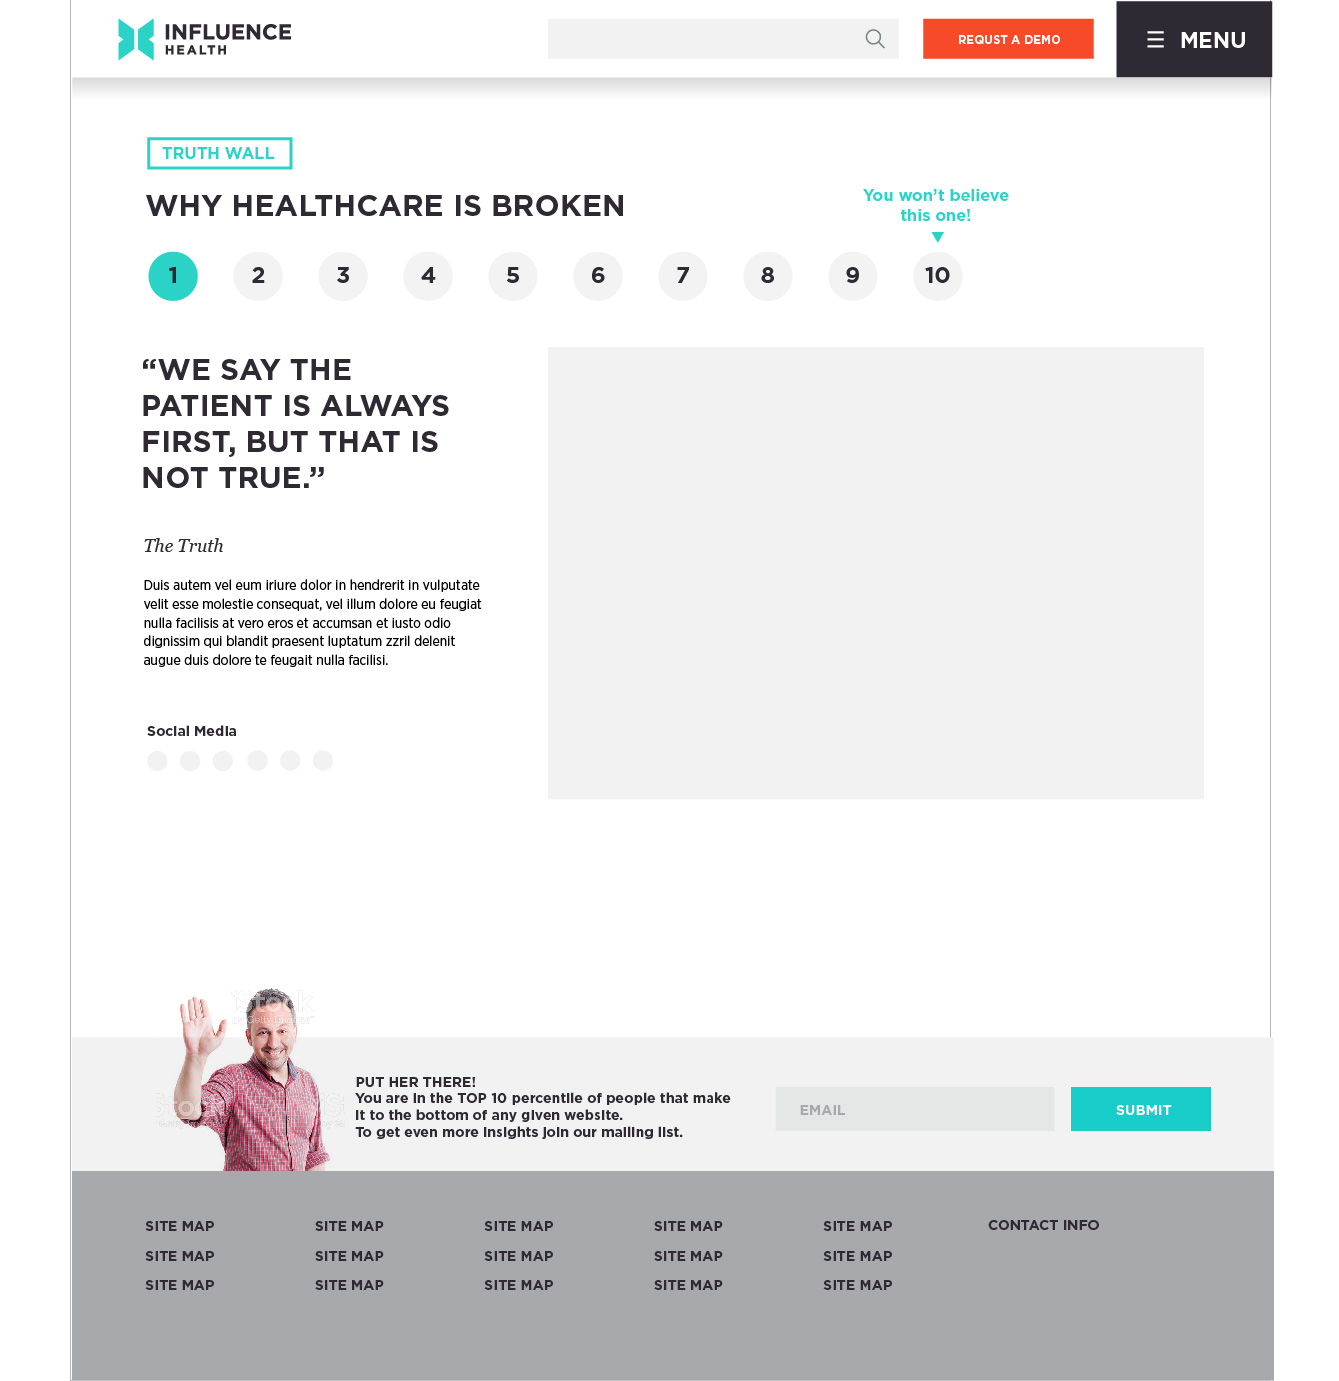 INFLUENCE
HEALTH
REQUST A DEMO
☰ MENU
TRUTH WALL
WHY HEALTHCARE IS BROKEN
You won't believe
this one!
1 2 3 4 5 6 7 8 9 10
“WE SAY THE
PATIENT IS ALWAYS
FIRST, BUT THAT IS
NOT TRUE.”
The Truth
Duis autem vel eum iriure dolor in hendrerit in vulputate
velit esse molestie consequat, vel illum dolore eu feugiat
nulla facilisis at vero eros et accumsan et iusto odio
dignissim qui blandit praesent luptatum zzril delenit
augue duis dolore te feugait nulla facilisi.
Social Media
iStock
PUT HER THERE!
You are in the TOP 10 percentile of people that make
it to the bottom of any given website.
To get even more insights join our mailing list.
EMAIL
SUBMIT
SITE MAP SITE MAP SITE MAP SITE MAP SITE MAP CONTACT INFO
SITE MAP SITE MAP SITE MAP SITE MAP SITE MAP
SITE MAP SITE MAP SITE MAP SITE MAP SITE MAP